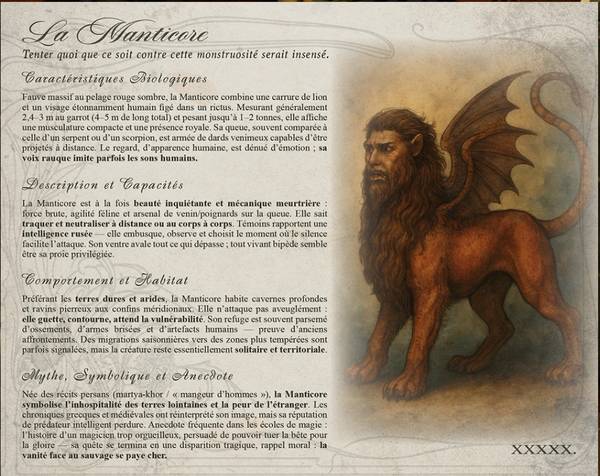 La Manticore
Tenter quoi que ce soit contre cette monstruosité serait insensé.
Caractéristiques Biologiques
Fauve massif au pelage rouge sombre, la Manticore combine une carrure de lion
et un visage étonnamment humain figé dans un rictus. Mesurant généralement
2,4–3 m au garrot (4–5 m de long total) et pesant jusqu'à 1–2 tonnes, elle affiche
une musculature compacte et une présence royale. Sa queue, souvent comparée à
celle d'un serpent ou d'un scorpion, est armée de dards venimeux capables d'être
projetés à distance. Le regard, d'apparence humaine, est dénué d'émotion ; sa
voix rauque imite parfois les sons humains.
Description et Capacités
La Manticore est à la fois beauté inquiétante et mécanique meurtrière :
force brute, agilité féline et arsenal de venin/poignards sur la queue. Elle sait
traquer et neutraliser à distance ou au corps à corps. Témoins rapportent une
intelligence rusée — elle embusque, observe et choisit le moment où le silence
facilite l'attaque. Son ventre avale tout ce qui dépasse ; tout vivant bipède semble
être sa proie privilégiée.
Comportement et Habitat
Préférant les terres dures et arides, la Manticore habite cavernes profondes
et ravins pierreux aux confins méridionaux. Elle n'attaque pas aveuglément :
elle guette, contourne, attend la vulnérabilité. Son refuge est souvent parsemé
d'ossements, d'armes brisées et d'artefacts humains — preuve d'anciens
affrontements. Des migrations saisonnières vers des zones plus tempérées sont
parfois signalées, mais la créature reste essentiellement solitaire et territoriale.
Mythe, Symbolique et Anecdote
Née des récits persans (martya-khor / « mangeur d'hommes »), la Manticore
symbolise l'inhospitalité des terres lointaines et la peur de l'étranger. Les
chroniques grecques et médiévales ont réinterprété son image, mais sa réputation
de prédateur intelligent perdure. Anecdote fréquente dans les écoles de magie :
l'histoire d'un magicien trop orgueilleux, persuadé de pouvoir tuer la bête pour
la gloire — sa quête se termina en une disparition tragique, rappel moral : la
vanité face au sauvage se paye cher.
XXXXX.